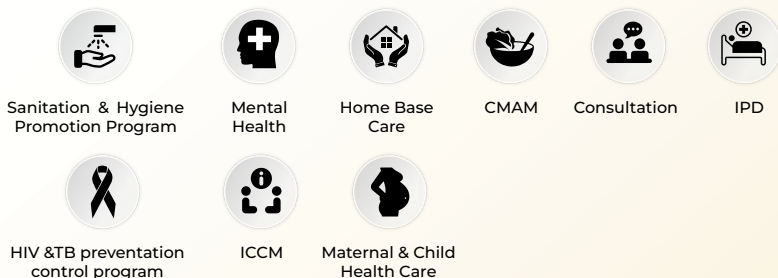 Sanitation & Hygiene
Promotion Program
Mental
Health
Home Base
Care
CMAM
Consultation
IPD
HIV &TB preventation
control program
ICCM
Maternal & Child
Health Care